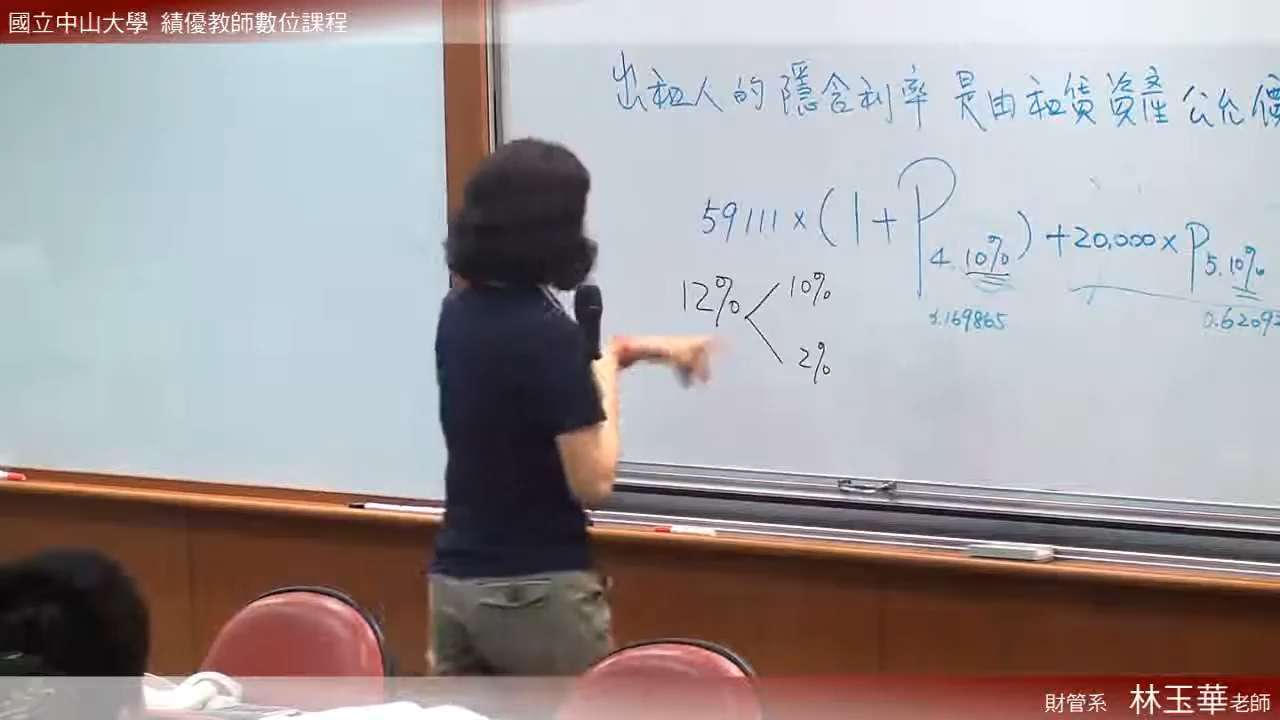 國立中山大學 績優教師數位課程
出租人的隱含利率 是由租賃資產公允價
59111×(1+P4.10%)+20,000×P5.10%
12% < 10%
2%
3.169865
0.6209
財管系 林玉華老師